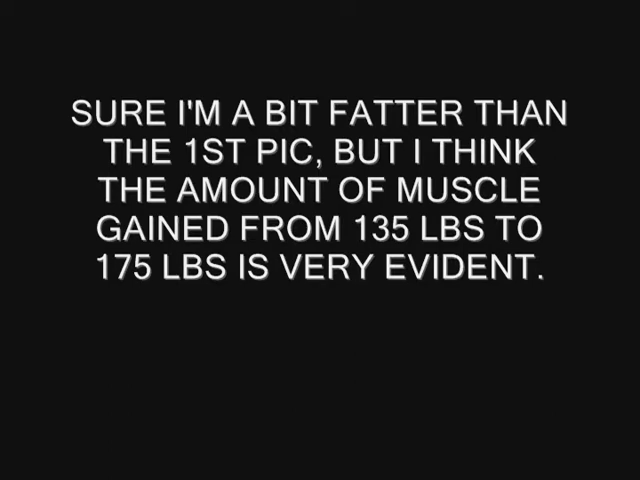 SURE I'M A BIT FATTER THAN
THE 1ST PIC, BUT I THINK
THE AMOUNT OF MUSCLE
GAINED FROM 135 LBS TO
175 LBS IS VERY EVIDENT.